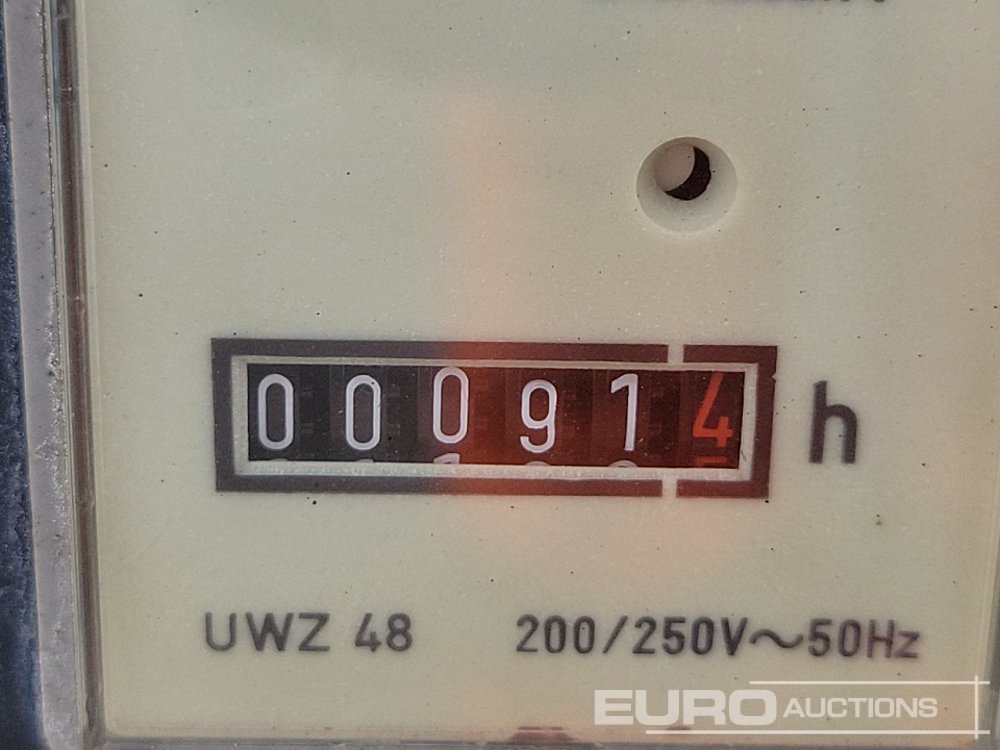 000914 h
UWZ 48 200/250V~50Hz
EURO AUCTIONS